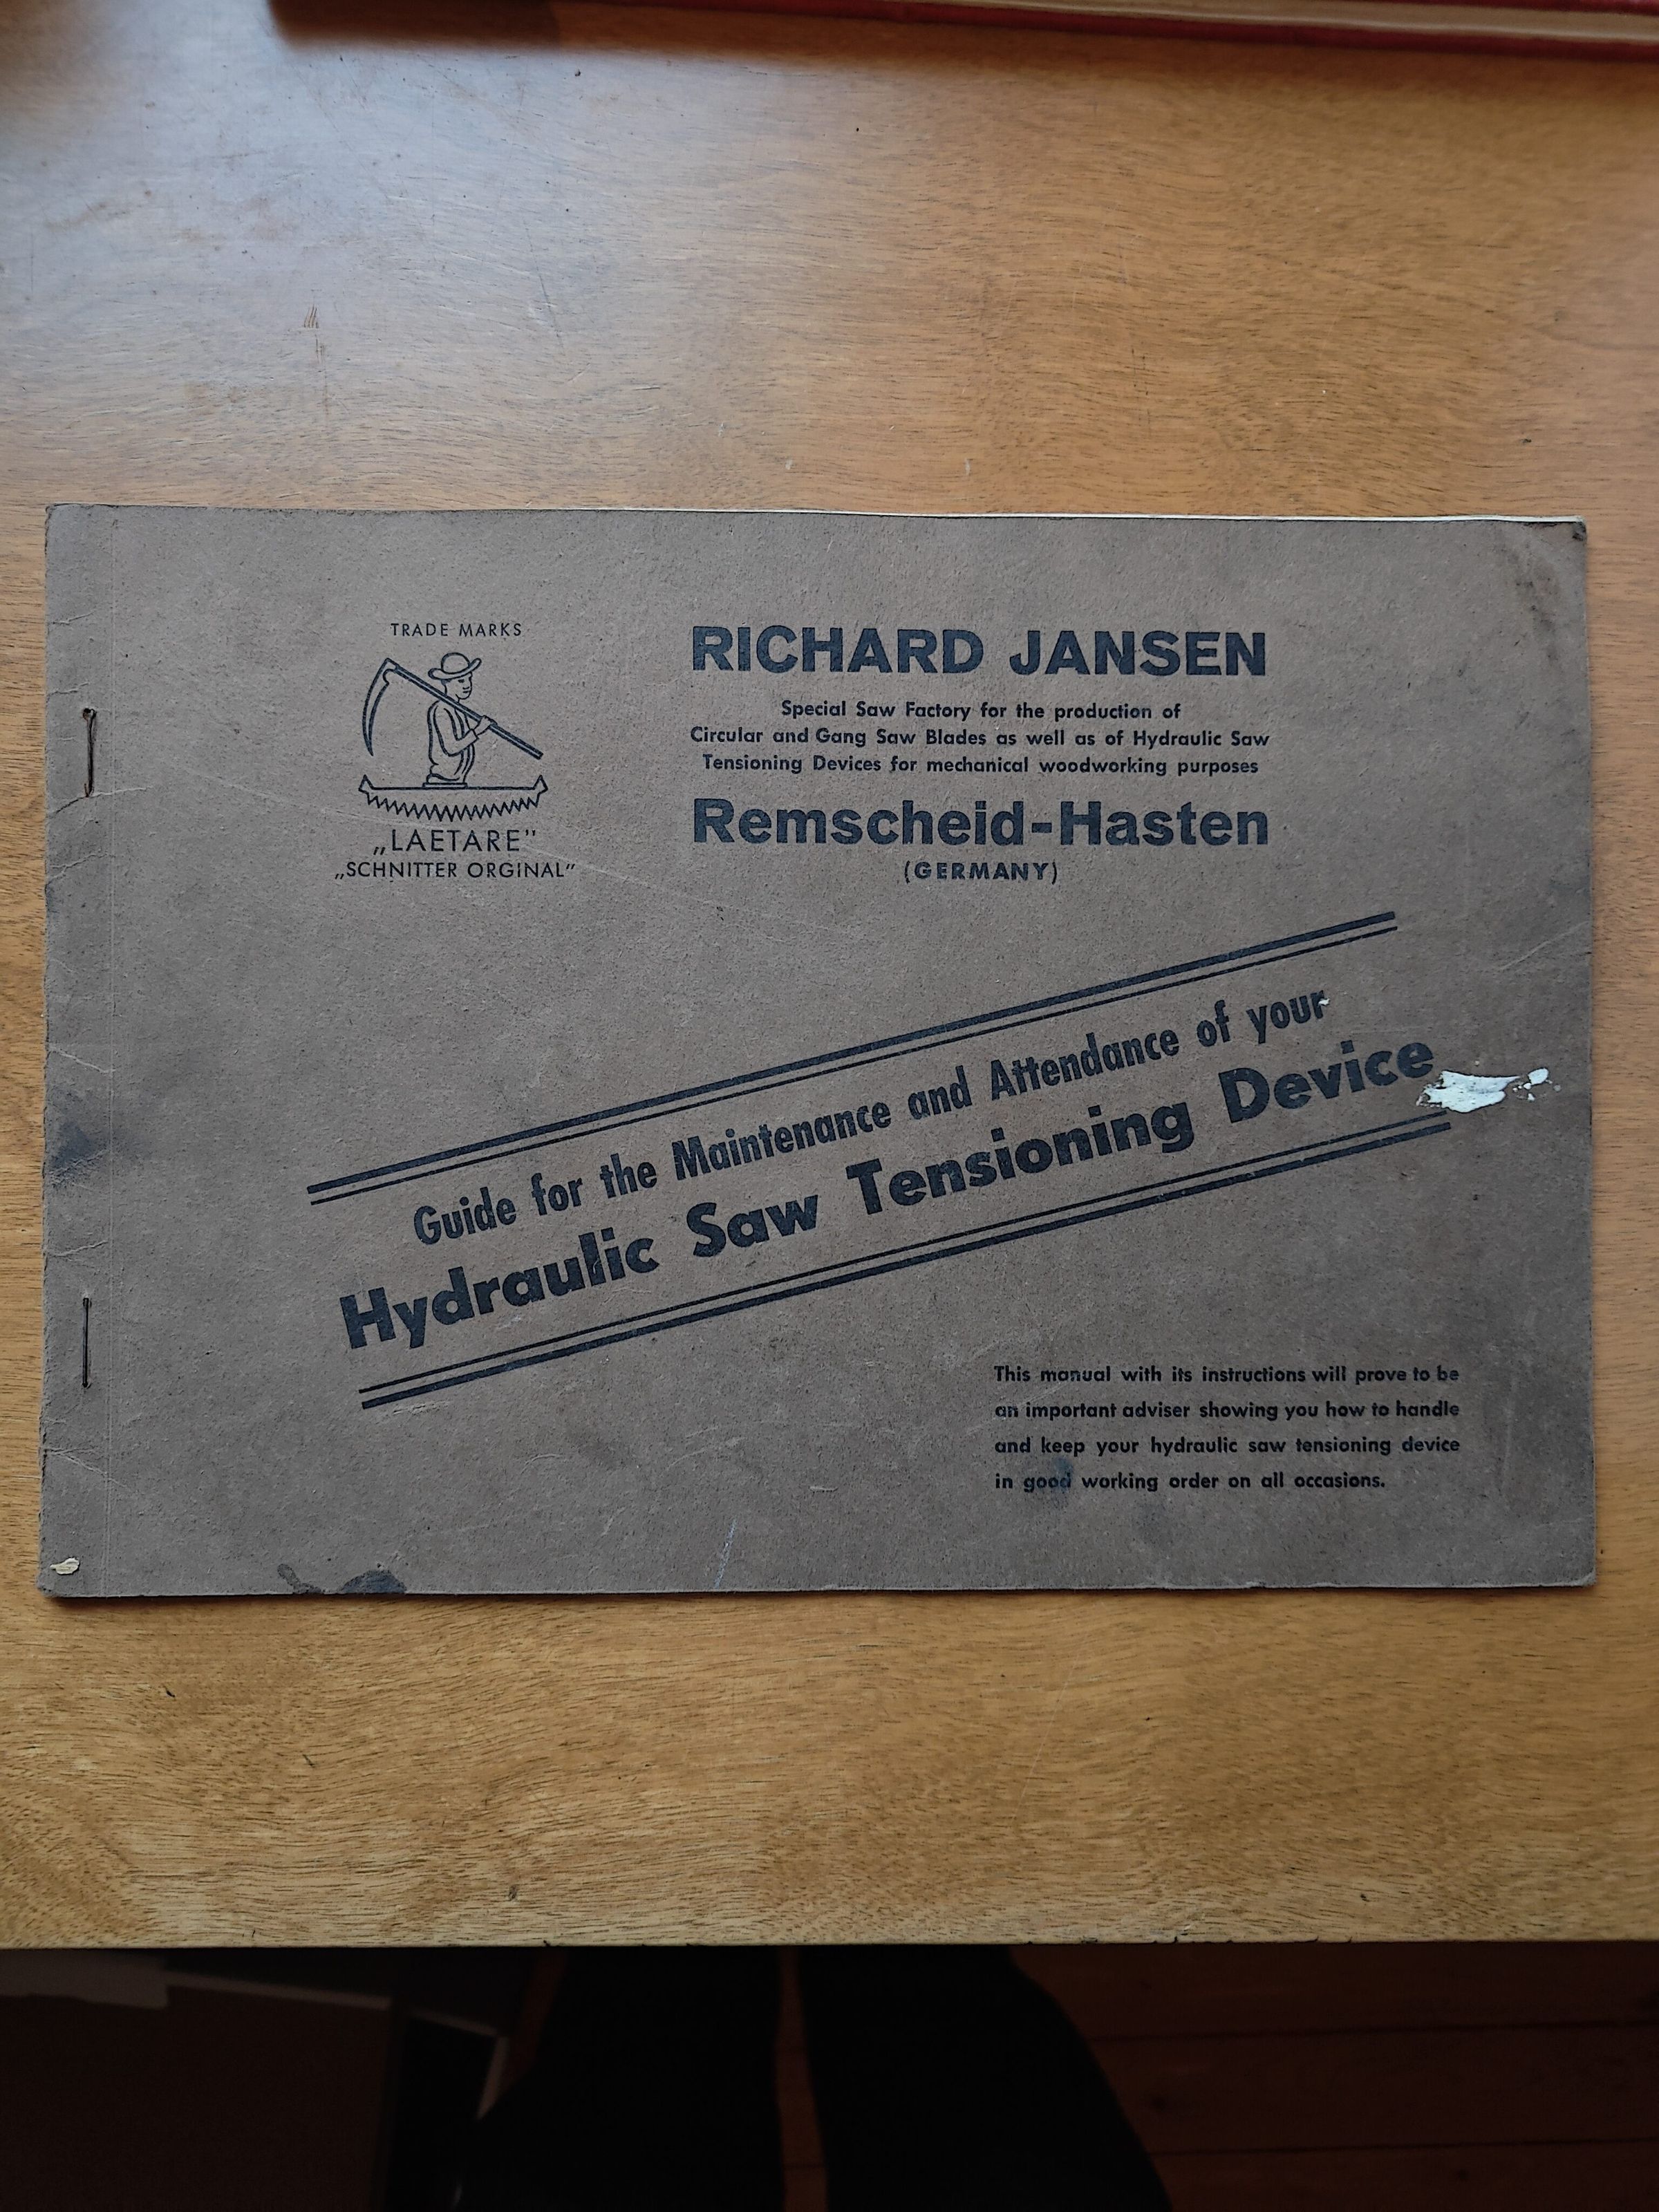 TRADE MARKS
„LAETARE"
„SCHNITTER ORGINAL"
RICHARD JANSEN
Special Saw Factory for the production of
Circular and Gang Saw Blades as well as of Hydraulic Saw
Tensioning Devices for mechanical woodworking purposes
Remscheid-Hasten
(GERMANY)
Guide for the Maintenance and Attendance of your
Hydraulic Saw Tensioning Device
This manual with its instructions will prove to be
an important adviser showing you how to handle
and keep your hydraulic saw tensioning device
in good working order on all occasions.